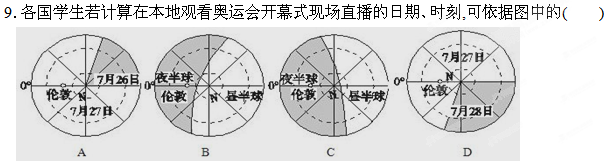 9. 各国学生若计算在本地观看奥运会开幕式现场直播的日期、时刻,可依据图中的(　　)
0° 7月26日 伦敦 N 7月27日
0° 夜半球 伦敦 N 昼半球
0° 夜半球 伦敦 N 昼半球
0° 7月27日 N 伦敦 7月28日
A B C D